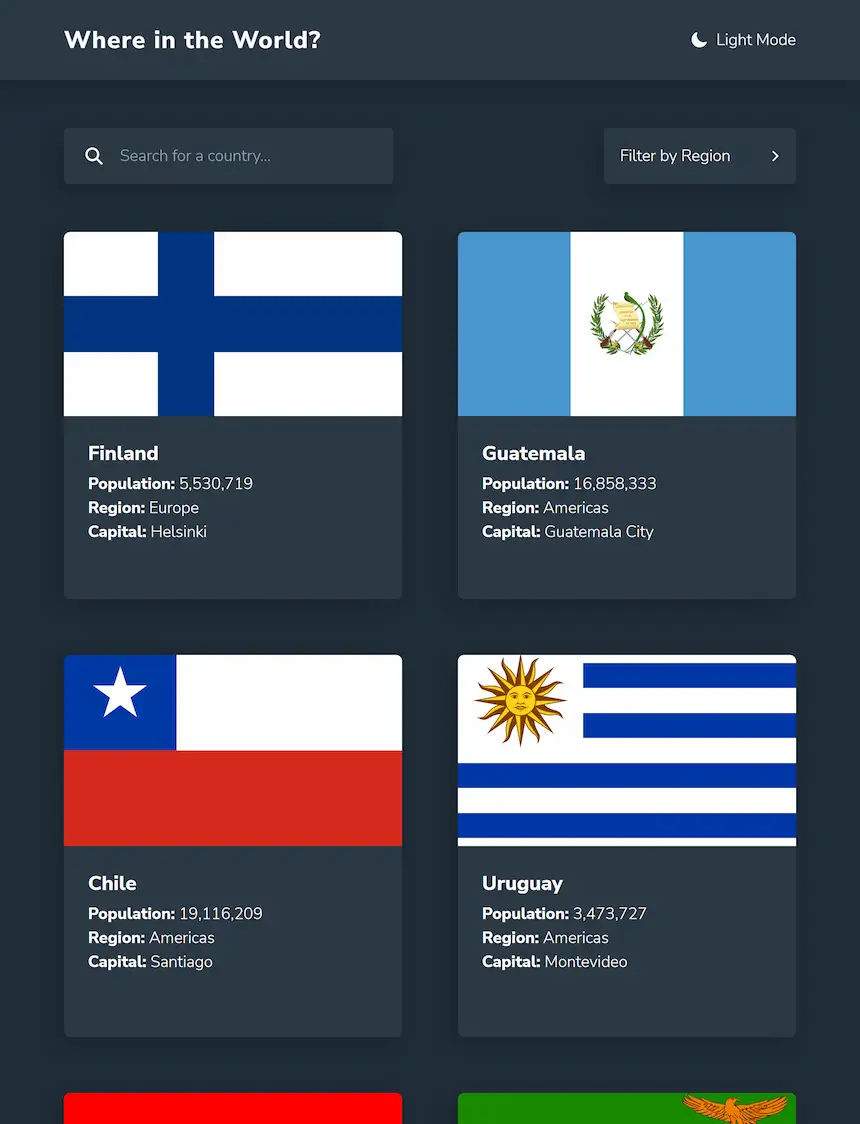 Where in the World?
Light Mode
Search for a country...
Filter by Region
Finland
Population: 5,530,719
Region: Europe
Capital: Helsinki
Guatemala
Population: 16,858,333
Region: Americas
Capital: Guatemala City
Chile
Population: 19,116,209
Region: Americas
Capital: Santiago
Uruguay
Population: 3,473,727
Region: Americas
Capital: Montevideo